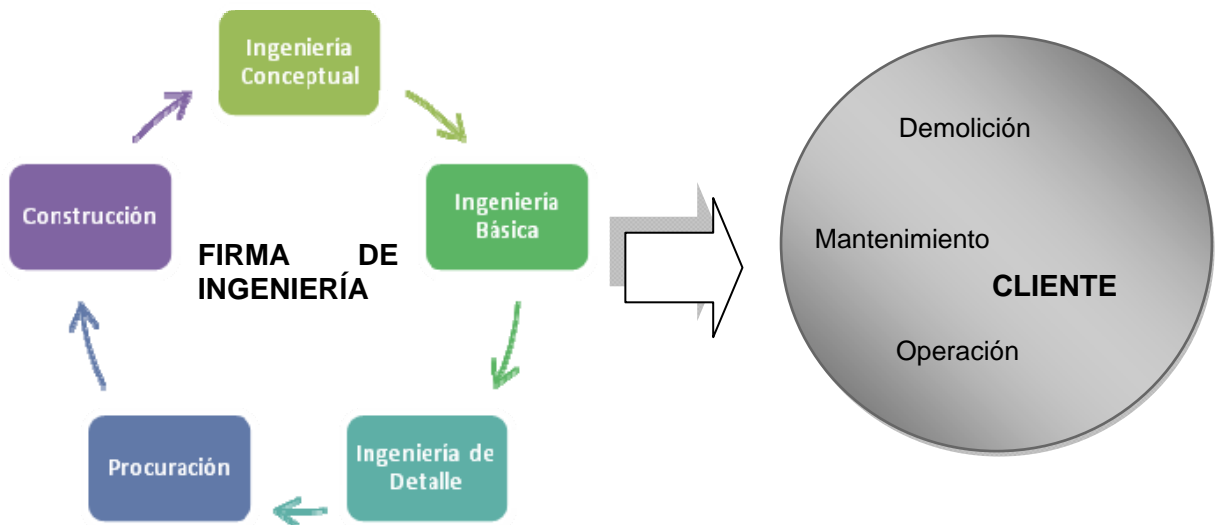 Ingeniería
Conceptual
Ingeniería
Básica
Ingeniería de
Detalle
Procuración
Construcción
FIRMA DE
INGENIERÍA
Demolición
Mantenimiento
CLIENTE
Operación